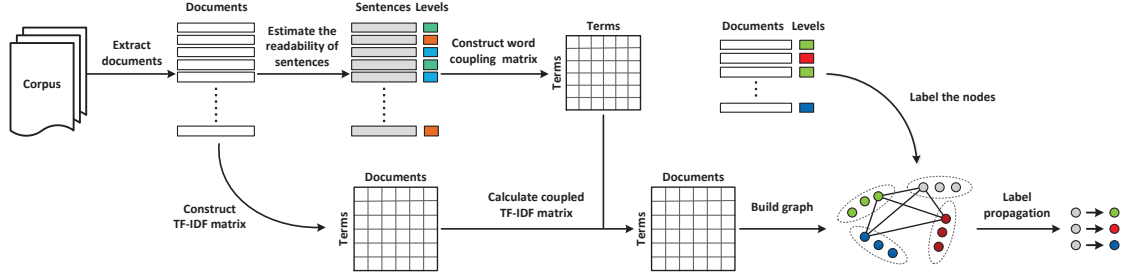 Corpus
Extract
documents
Documents
Estimate the
readability of
sentences
Sentences Levels
Construct word
coupling matrix
Terms
Terms
Documents Levels
Label the nodes
Construct
TF-IDF matrix
Documents
Terms
Calculate coupled
TF-IDF matrix
Documents
Terms
Build graph
Label
propagation